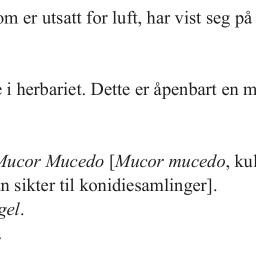 om er utsatt for luft, har vist seg på
i herbariet. Dette er åpenbart en
Mucor Mucedo [Mucor mucedo,
n sikter til konidiesamlinger].
gel.